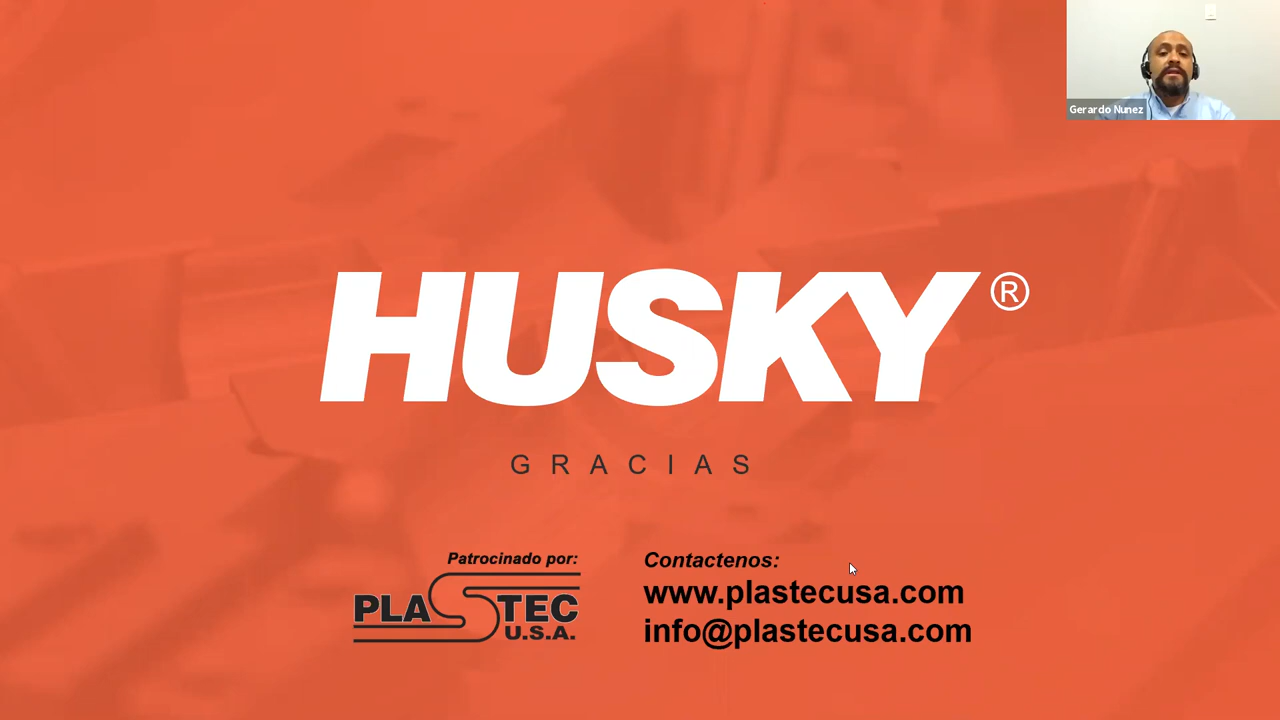 Gerardo Nunez
HUSKY®
GRACIAS
Patrocinado por:
PLASTEC
U.S.A.
Contactenos:
www.plastecusa.com
info@plastecusa.com